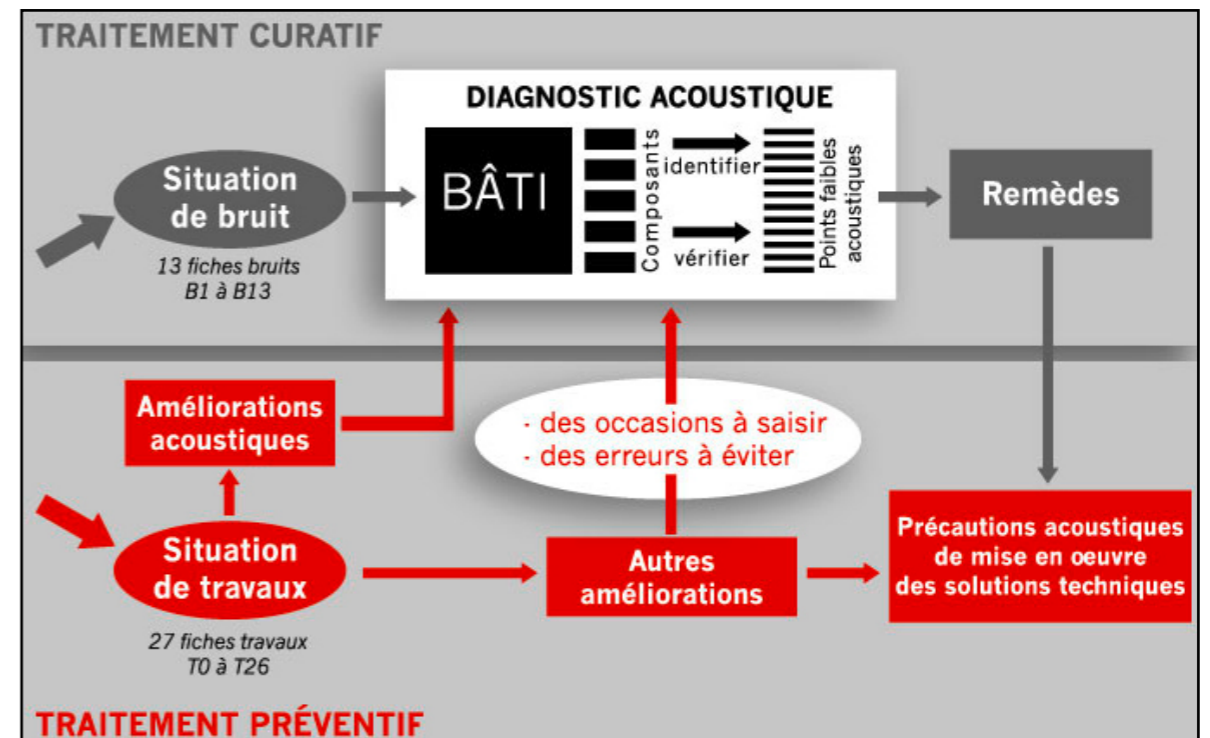 TRAITEMENT CURATIF
DIAGNOSTIC ACOUSTIQUE
BÂTI
Composants
identifier
vérifier
Points faibles
acoustiques
Situation
de bruit
13 fiches bruits
B1 à B13
Remèdes
Améliorations
acoustiques
- des occasions à saisir
- des erreurs à éviter
Situation
de travaux
27 fiches travaux
T0 à T26
Autres
améliorations
Précautions acoustiques
de mise en oeuvre
des solutions techniques
TRAITEMENT PRÉVENTIF